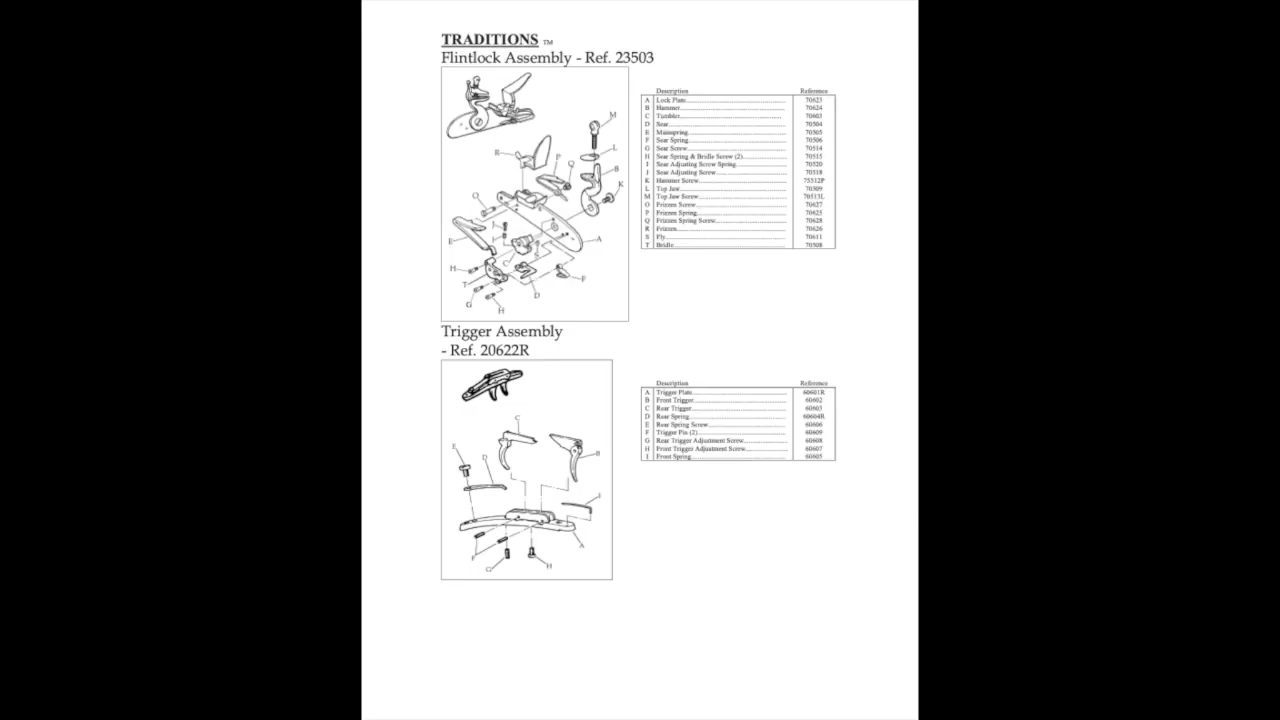 TRADITIONS TM
Flintlock Assembly - Ref. 23503
Description Reference
A Lock Plate 70623
B Hammer 70624
C Tumbler 70603
D Sear 70504
E Mainspring 70505
F Sear Spring 70506
G Sear Screw 70514
H Sear Spring & Bridle Screw (2) 70515
I Sear Adjusting Screw Spring 70520
J Sear Adjusting Screw 70518
K Hammer Screw 75512P
L Top Jaw 70509
M Top Jaw Screw 70513L
O Frizzen Screw 70627
P Frizzen Spring 70625
Q Frizzen Spring Screw 70628
R Frizzen 70626
S Fly 70611
T Bridle 70508
M
L
R
P
Q
B
K
O
J
I
E
A
S
C
H
T
F
D
G
H
Trigger Assembly
- Ref. 20622R
Description Reference
A Trigger Plate 60601R
B Front Trigger 60602
C Rear Trigger 60603
D Rear Spring 60604R
E Rear Spring Screw 60606
F Trigger Pin (2) 60609
G Rear Trigger Adjustment Screw 60608
H Front Trigger Adjustment Screw 60607
I Front Spring 60605
C
E
D
B
I
A
F
G
H